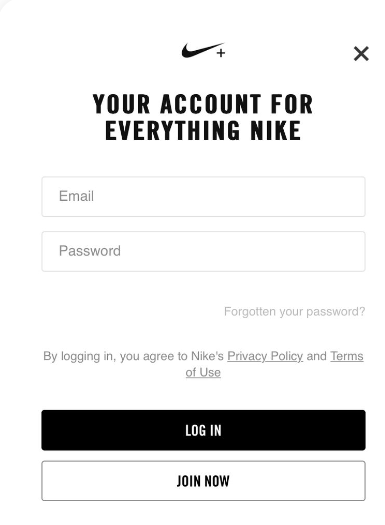 YOUR ACCOUNT FOR
EVERYTHING NIKE
Email
Password
Forgotten your password?
By logging in, you agree to Nike's Privacy Policy and Terms
of Use
LOG IN
JOIN NOW